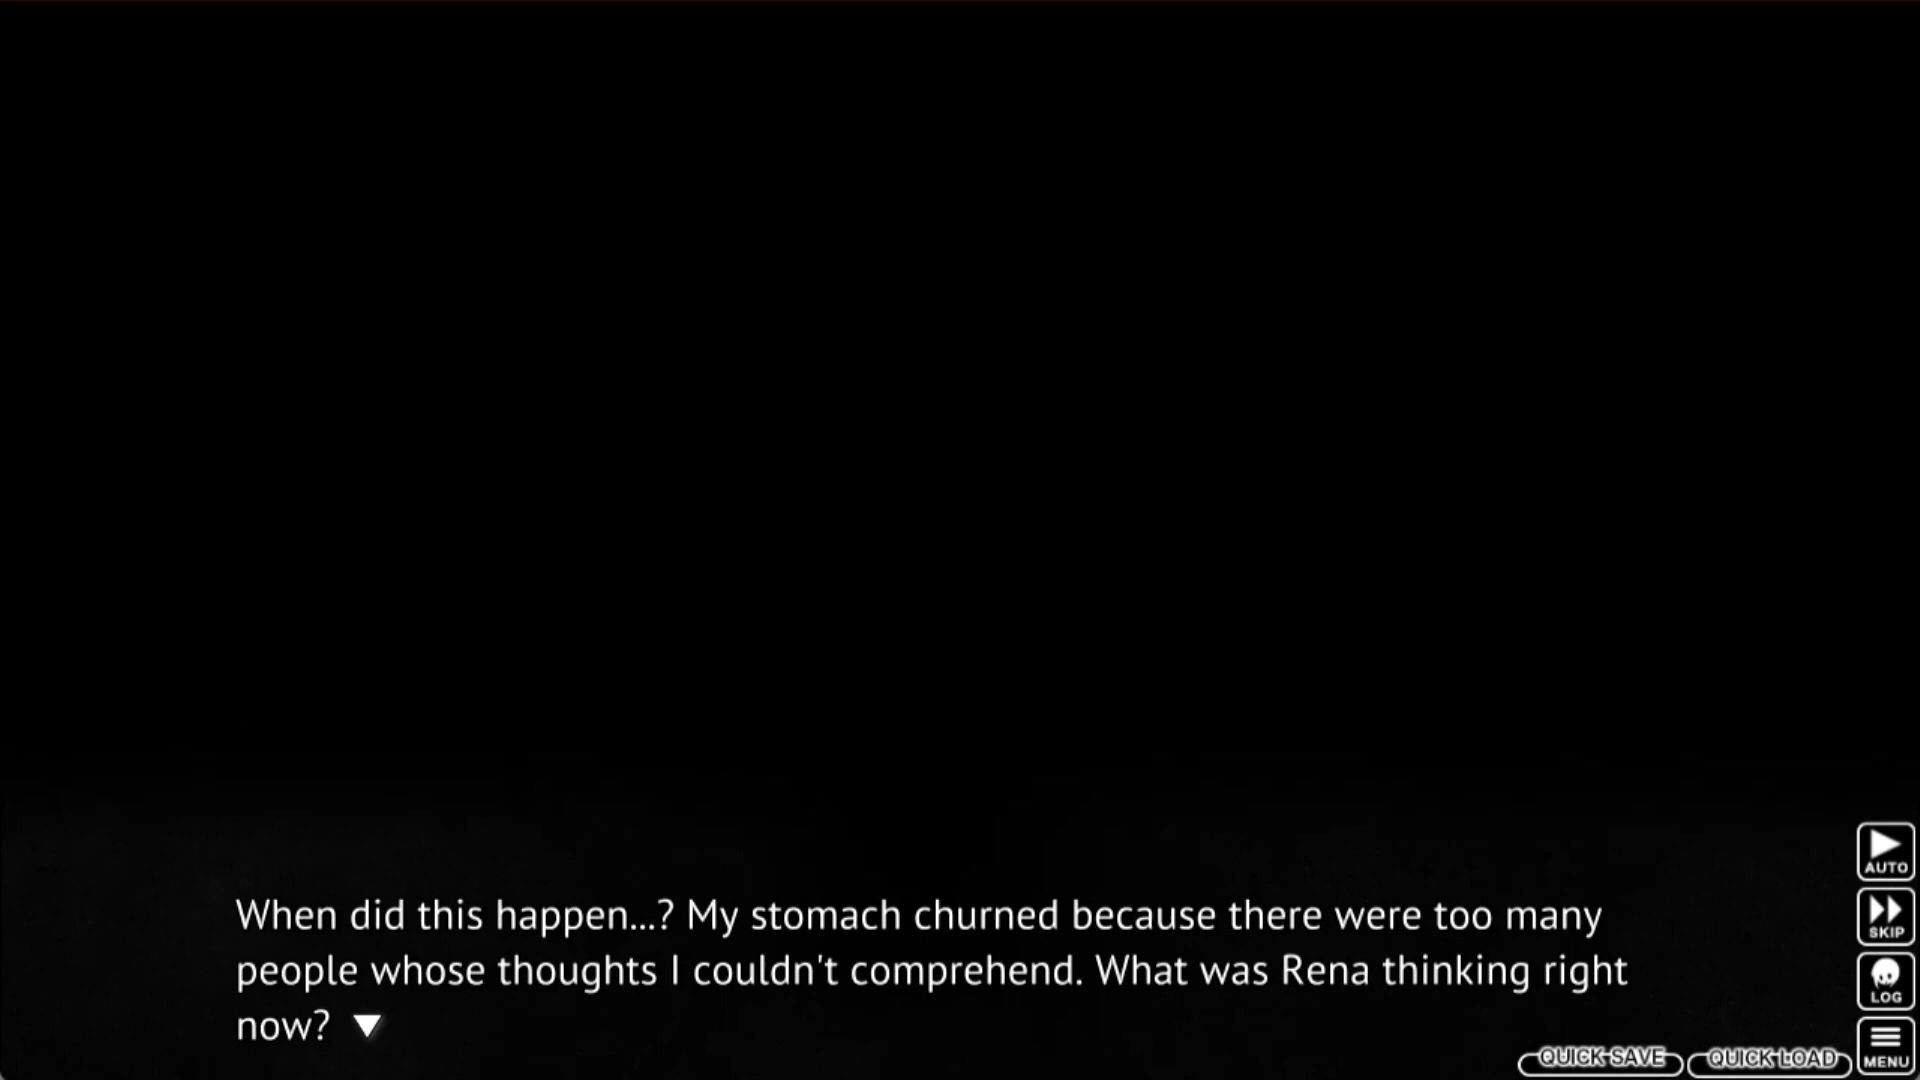 When did this happen...? My stomach churned because there were too many
people whose thoughts I couldn't comprehend. What was Rena thinking right
now?
AUTO
SKIP
LOG
MENU
QUICK SAVE
QUICK LOAD